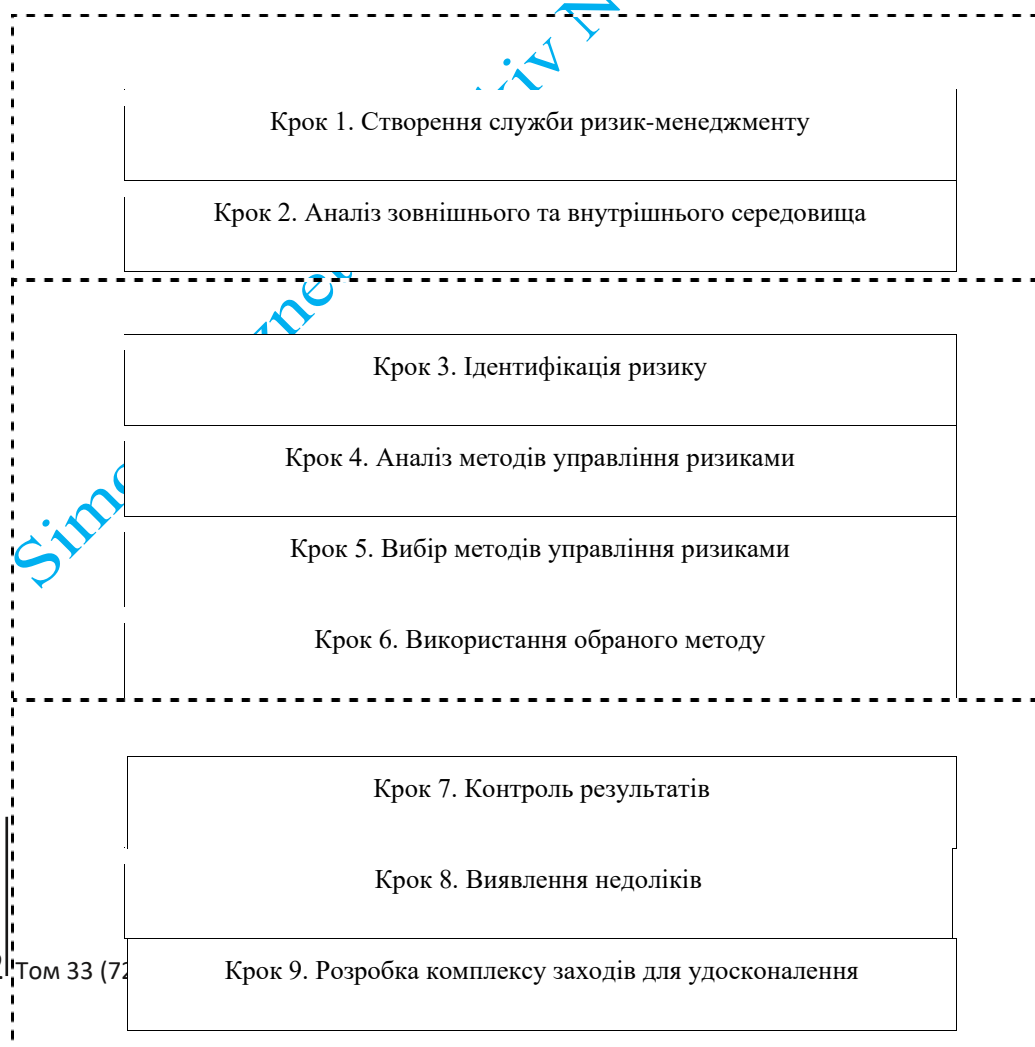 Крок 1. Створення служби ризик-менеджменту
Крок 2. Аналіз зовнішнього та внутрішнього середовища
Крок 3. Ідентифікація ризику
Крок 4. Аналіз методів управління ризиками
Крок 5. Вибір методів управління ризиками
Крок 6. Використання обраного методу
Крок 7. Контроль результатів
Крок 8. Виявлення недоліків
Том 33 (72
Крок 9. Розробка комплексу заходів для удосконалення